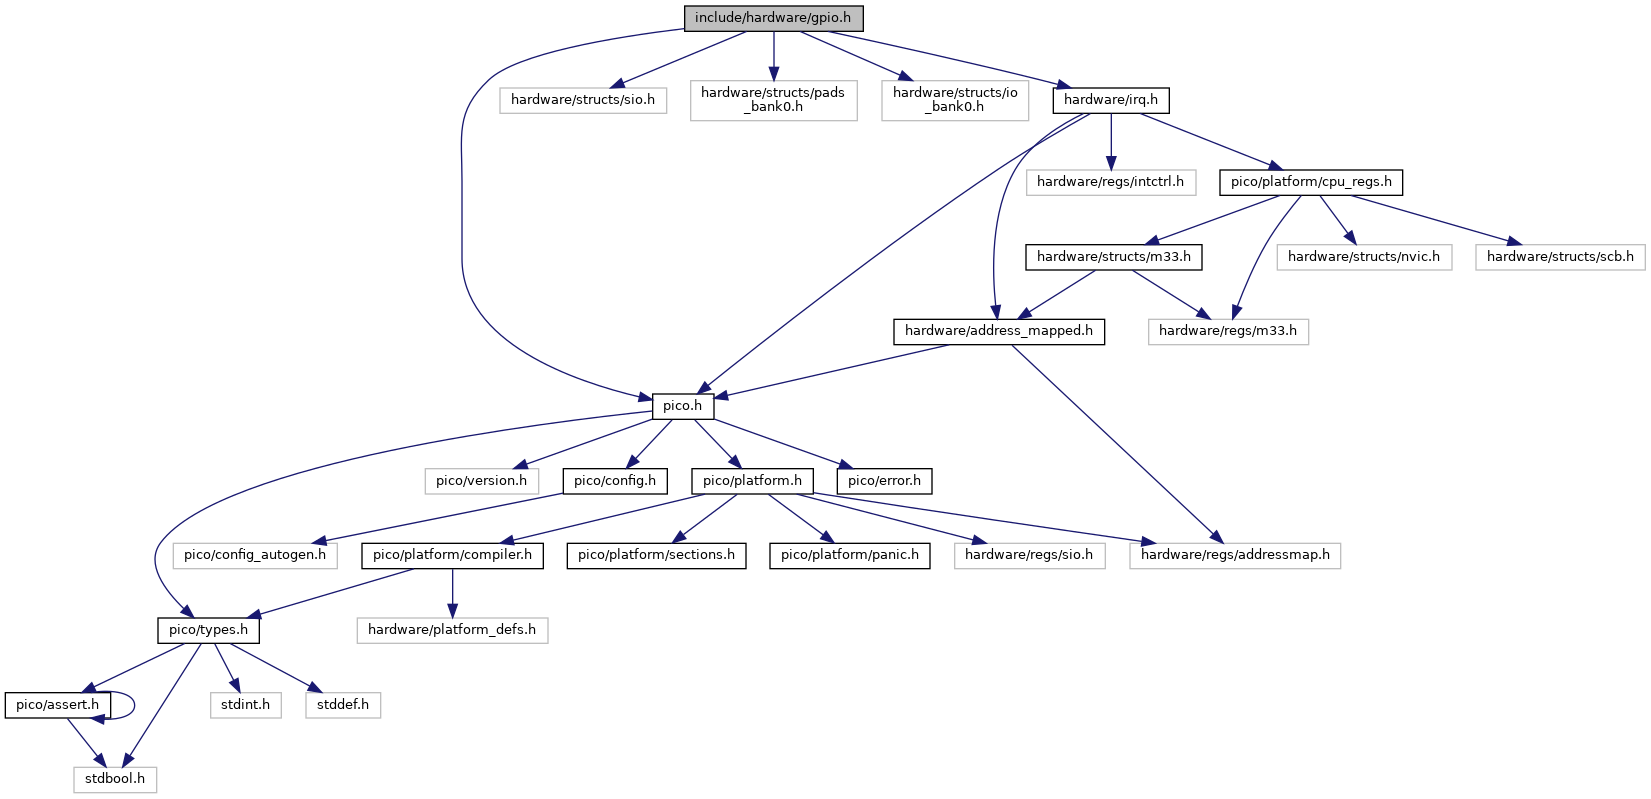 include/hardware/gpio.h
hardware/structs/sio.h
hardware/structs/pads
_bank0.h
hardware/structs/io
_bank0.h
hardware/irq.h
hardware/regs/intctrl.h
pico/platform/cpu_regs.h
hardware/structs/m33.h
hardware/structs/nvic.h
hardware/structs/scb.h
hardware/address_mapped.h
hardware/regs/m33.h
pico.h
pico/version.h
pico/config.h
pico/platform.h
pico/error.h
pico/config_autogen.h
pico/platform/compiler.h
pico/platform/sections.h
pico/platform/panic.h
hardware/regs/sio.h
hardware/regs/addressmap.h
pico/types.h
hardware/platform_defs.h
pico/assert.h
stdint.h
stddef.h
stdbool.h